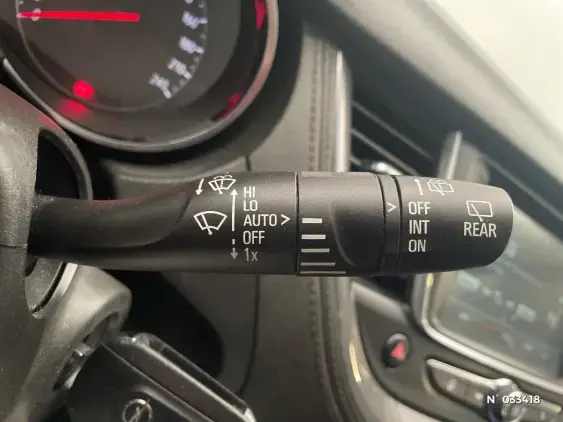 HI
LO
AUTO >
OFF
1x
>
OFF
INT
ON
REAR
N° 033418